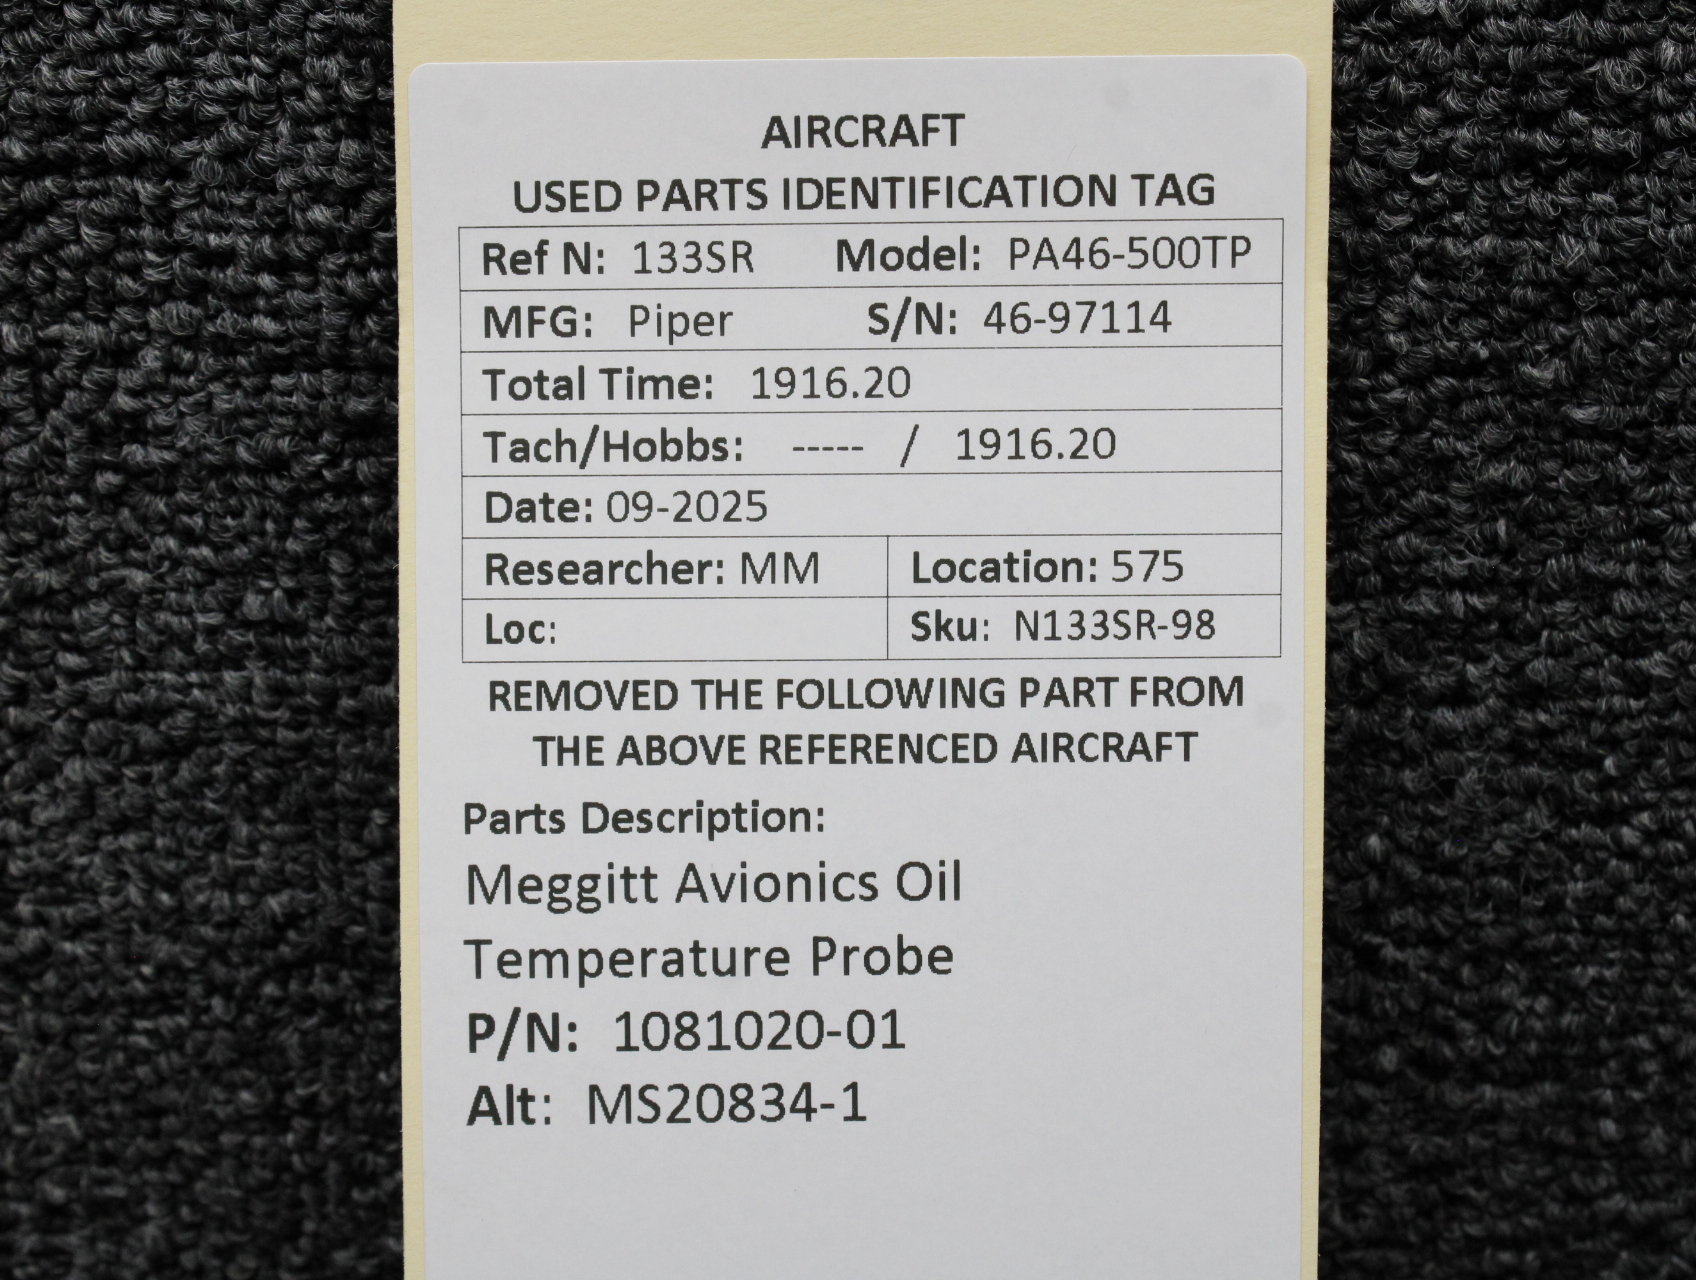 AIRCRAFT
USED PARTS IDENTIFICATION TAG
Ref N: 133SR Model: PA46-500TP
MFG: Piper S/N: 46-97114
Total Time: 1916.20
Tach/Hobbs: ----- / 1916.20
Date: 09-2025
Researcher: MM Location: 575
Loc: Sku: N133SR-98
REMOVED THE FOLLOWING PART FROM
THE ABOVE REFERENCED AIRCRAFT
Parts Description:
Meggitt Avionics Oil
Temperature Probe
P/N: 1081020-01
Alt: MS20834-1